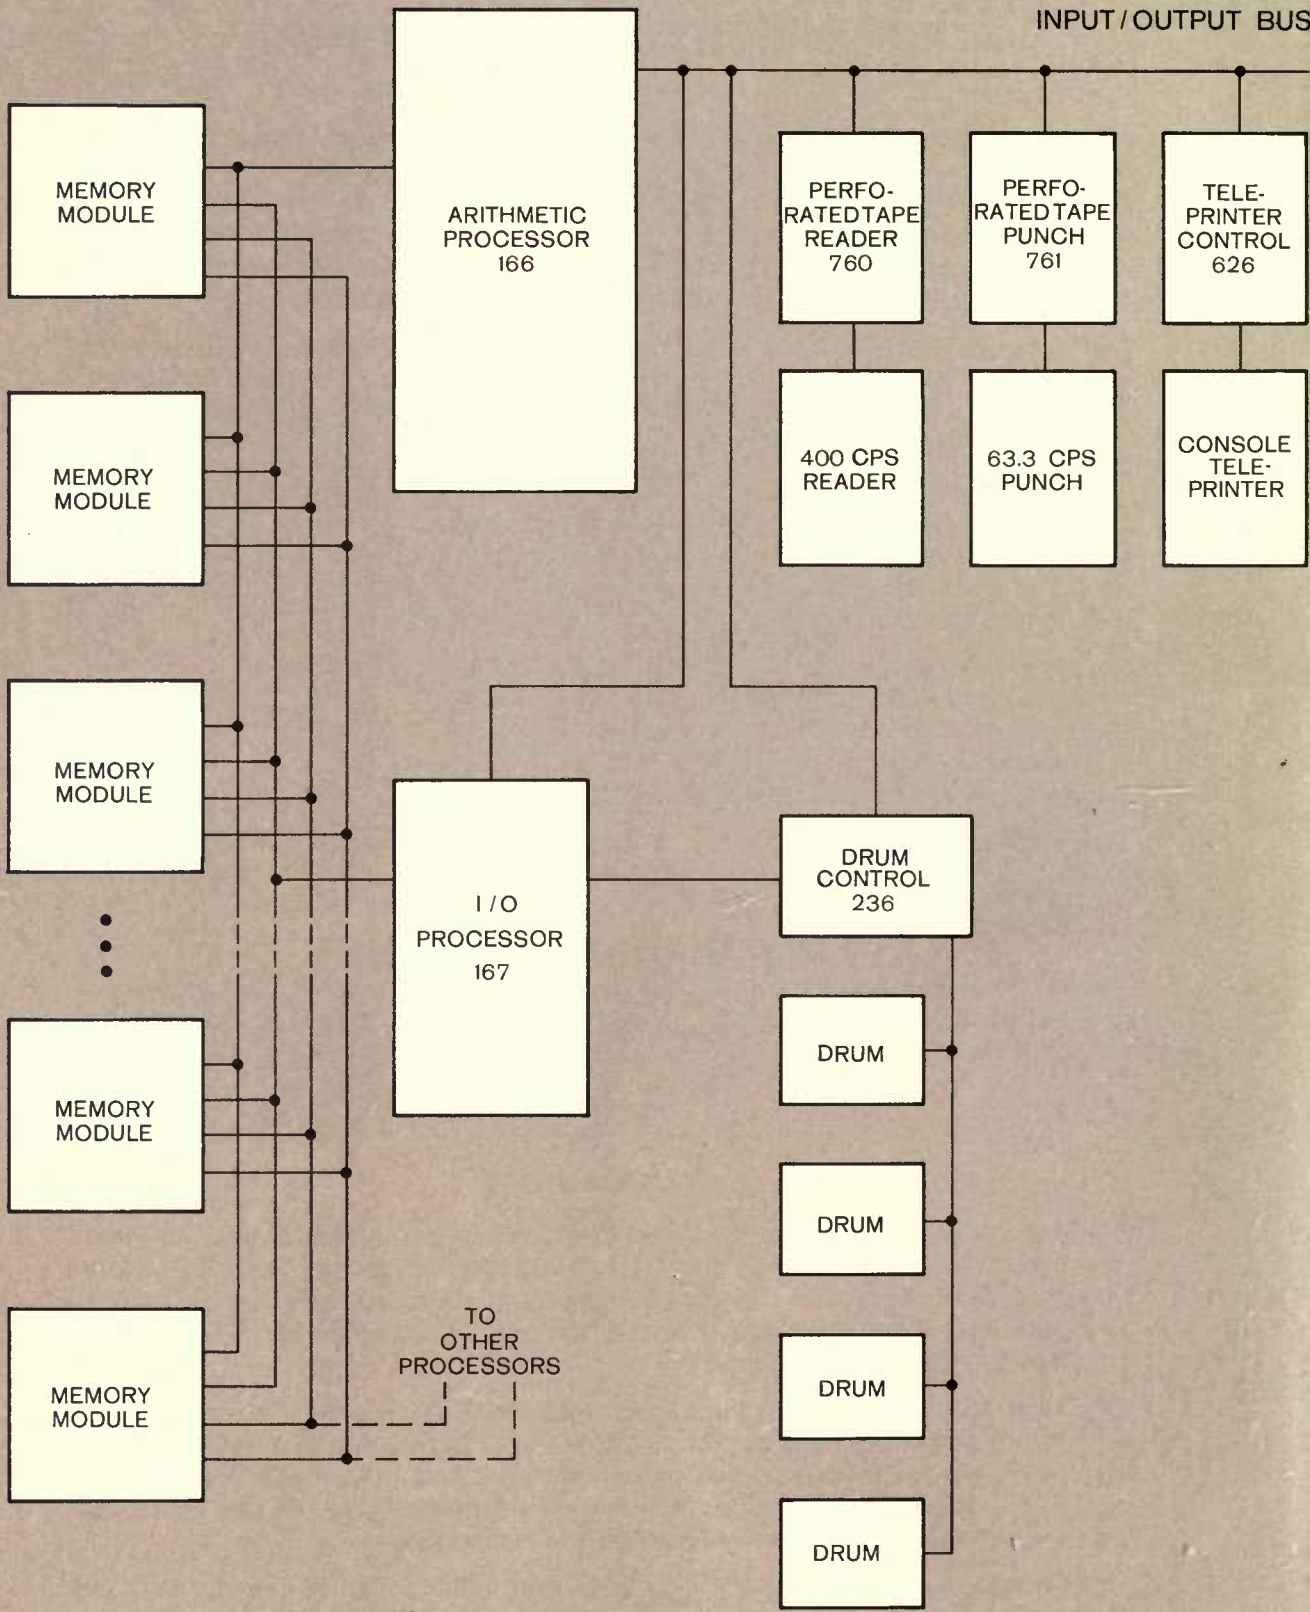 INPUT/OUTPUT BUS
MEMORY
MODULE
ARITHMETIC
PROCESSOR
166
PERFO-
RATED TAPE
READER
760
PERFO-
RATED TAPE
PUNCH
761
TELE-
PRINTER
CONTROL
626
MEMORY
MODULE
400 CPS
READER
63.3 CPS
PUNCH
CONSOLE
TELE-
PRINTER
MEMORY
MODULE
I/O
PROCESSOR
167
DRUM
CONTROL
236
MEMORY
MODULE
DRUM
DRUM
MEMORY
MODULE
TO
OTHER
PROCESSORS
DRUM
DRUM